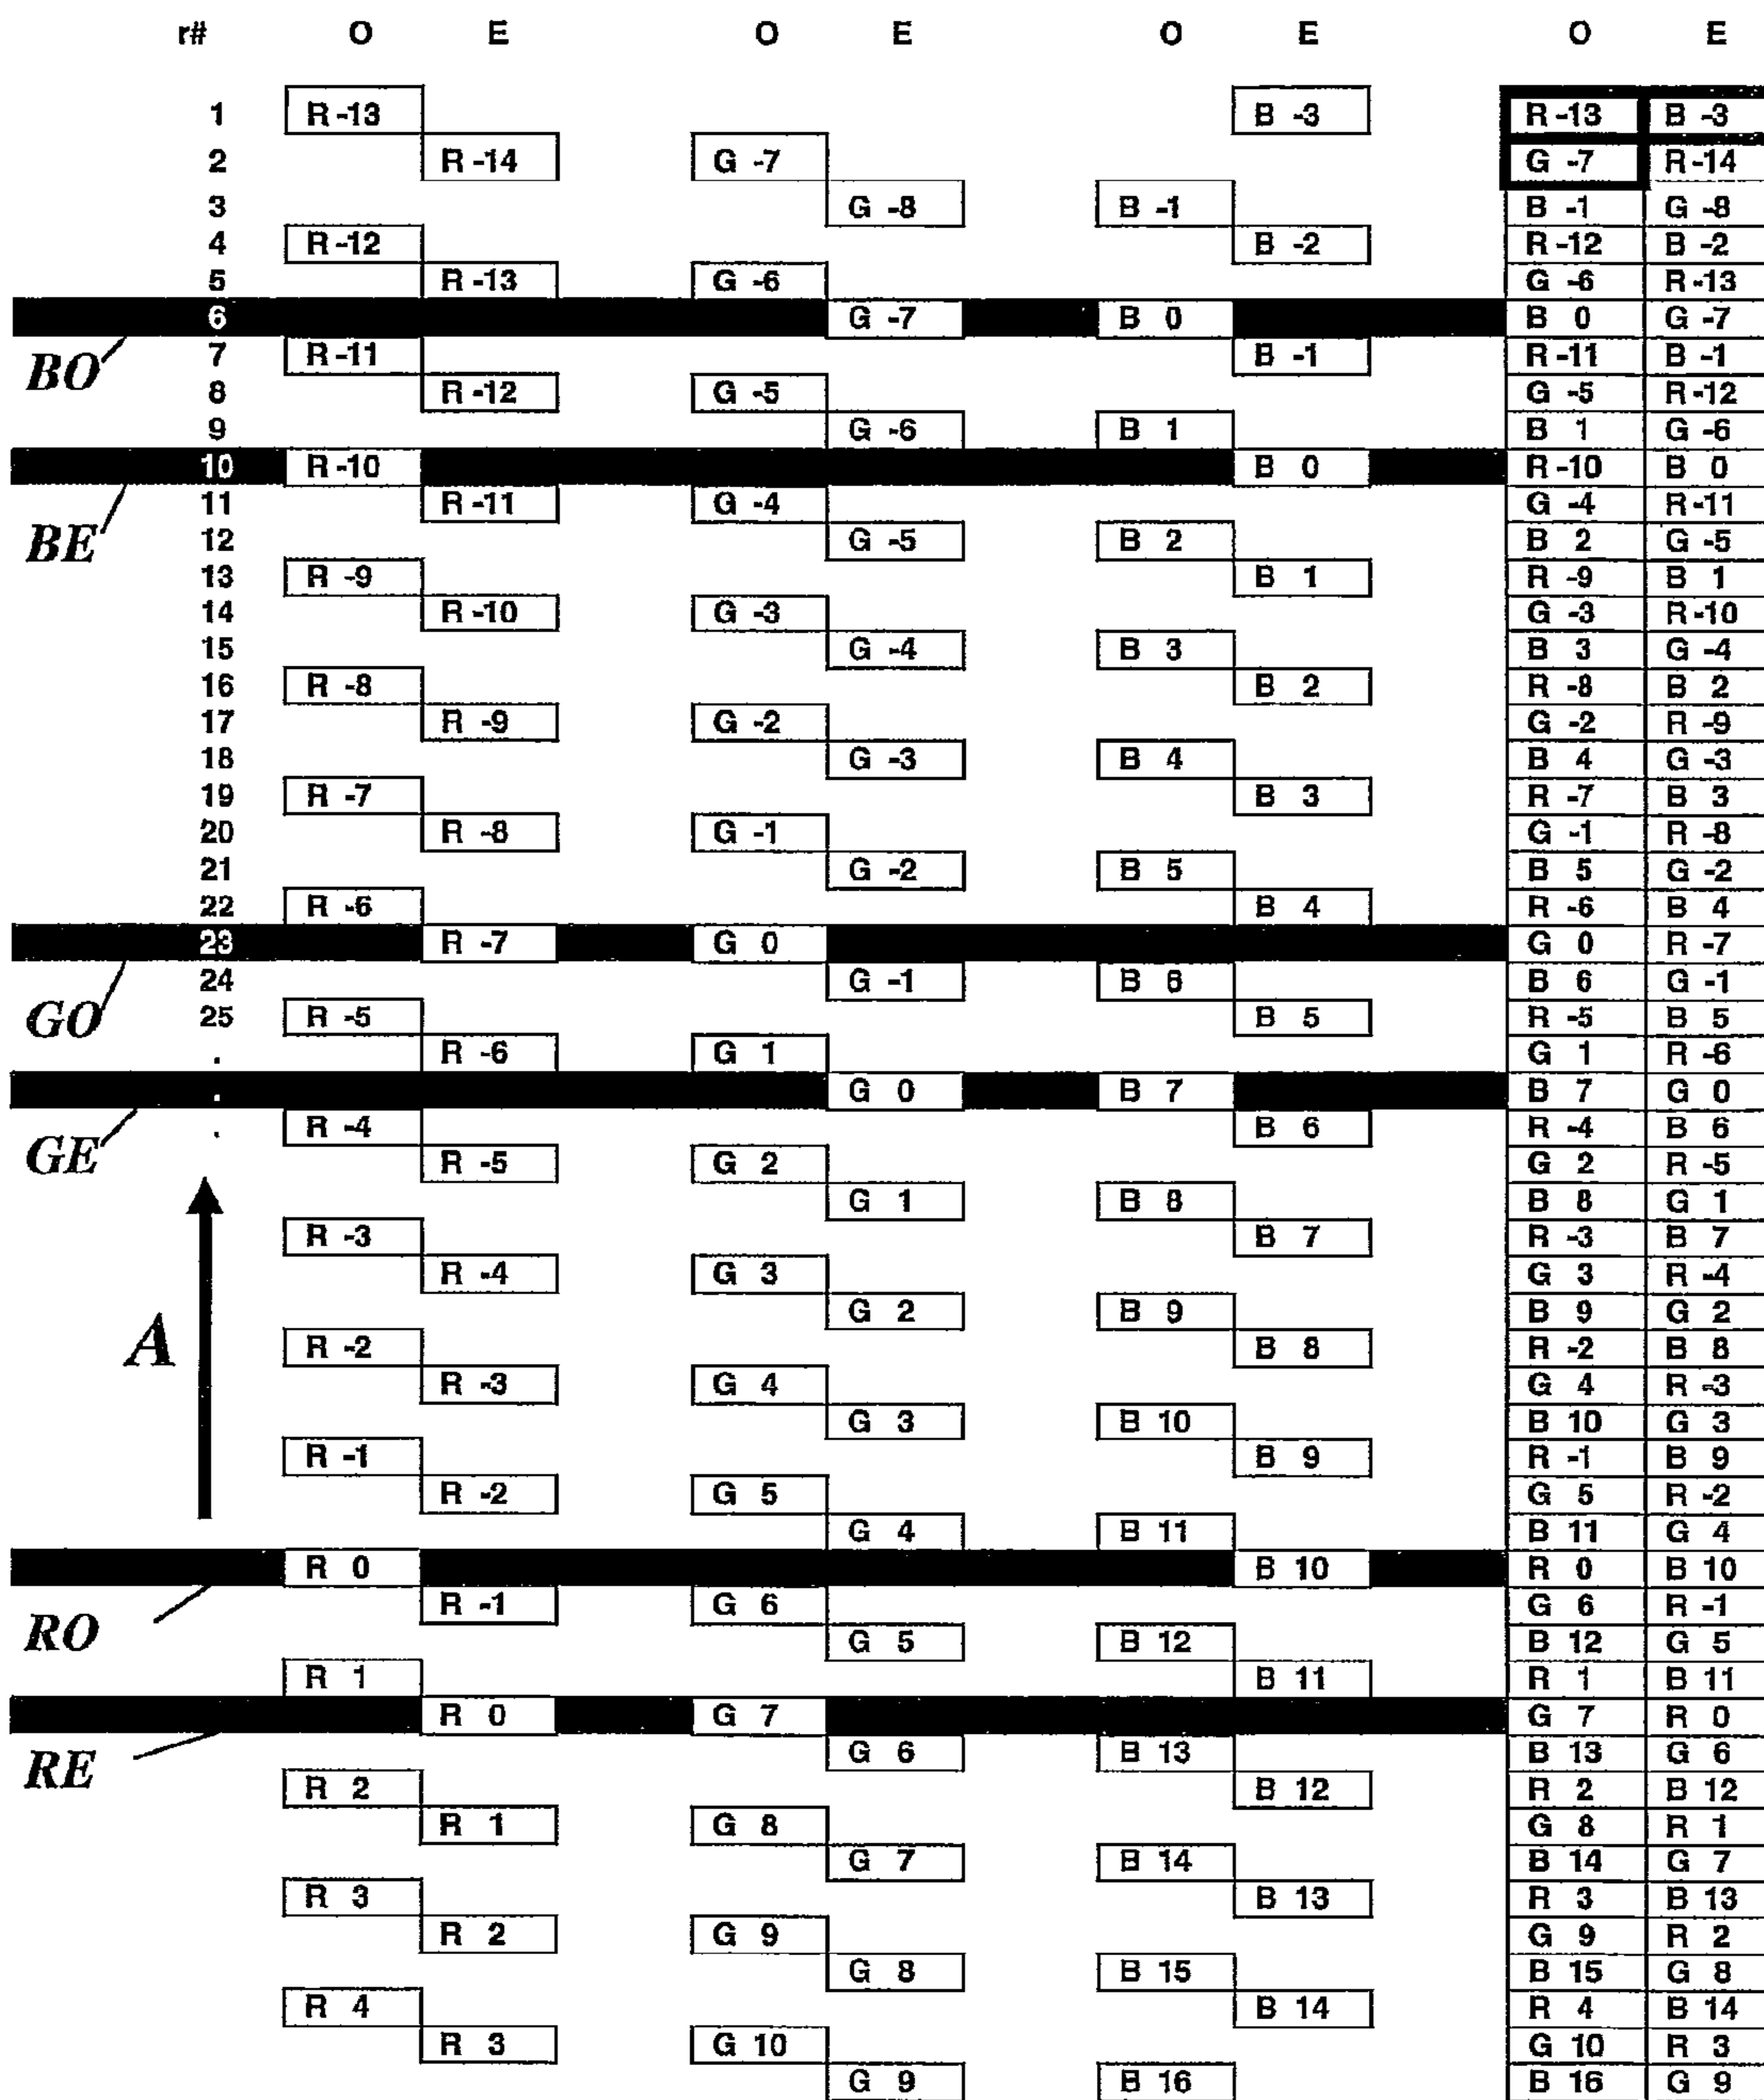 r# O E O E O E O E
1 R -13 B -3 R -13 B -3
2 R -14 G -7 G -7 R -14
3 G -8 B -1 B -1 G -8
4 R -12 B -2 R -12 B -2
5 R -13 G -6 G -6 R -13
6 G -7 B 0 B 0 G -7
BO 7 R -11 B -1 R -11 B -1
8 R -12 G -5 G -5 R -12
9 G -6 B 1 B 1 G -6
10 R -10 B 0 R -10 B 0
11 R -11 G -4 G -4 R -11
BE 12 G -5 B 2 B 2 G -5
13 R -9 B 1 R -9 B 1
14 R -10 G -3 G -3 R -10
15 G -4 B 3 B 3 G -4
16 R -8 B 2 R -8 B 2
17 R -9 G -2 G -2 R -9
18 G -3 B 4 B 4 G -3
19 R -7 B 3 R -7 B 3
20 R -8 G -1 G -1 R -8
21 G -2 B 5 B 5 G -2
22 R -6 B 4 R -6 B 4
23 R -7 G 0 G 0 R -7
24 G -1 B 6 B 6 G -1
GO 25 R -5 B 5 R -5 B 5
. R -6 G 1 G 1 R -6
. G 0 B 7 B 7 G 0
. R -4 B 6 R -4 B 6
GE R -5 G 2 G 2 R -5
G 1 B 8 B 8 G 1
R -3 B 7 R -3 B 7
R -4 G 3 G 3 R -4
G 2 B 9 B 9 G 2
A R -2 B 8 R -2 B 8
R -3 G 4 G 4 R -3
G 3 B 10 B 10 G 3
R -1 B 9 R -1 B 9
R -2 G 5 G 5 R -2
G 4 B 11 B 11 G 4
R 0 B 10 R 0 B 10
R -1 G 6 G 6 R -1
RO G 5 B 12 B 12 G 5
R 1 B 11 R 1 B 11
R 0 G 7 G 7 R 0
G 6 B 13 B 13 G 6
RE R 2 B 12 R 2 B 12
R 1 G 8 G 8 R 1
G 7 B 14 B 14 G 7
R 3 B 13 R 3 B 13
R 2 G 9 G 9 R 2
G 8 B 15 B 15 G 8
R 4 B 14 R 4 B 14
R 3 G 10 G 10 R 3
G 9 B 16 B 16 G 9